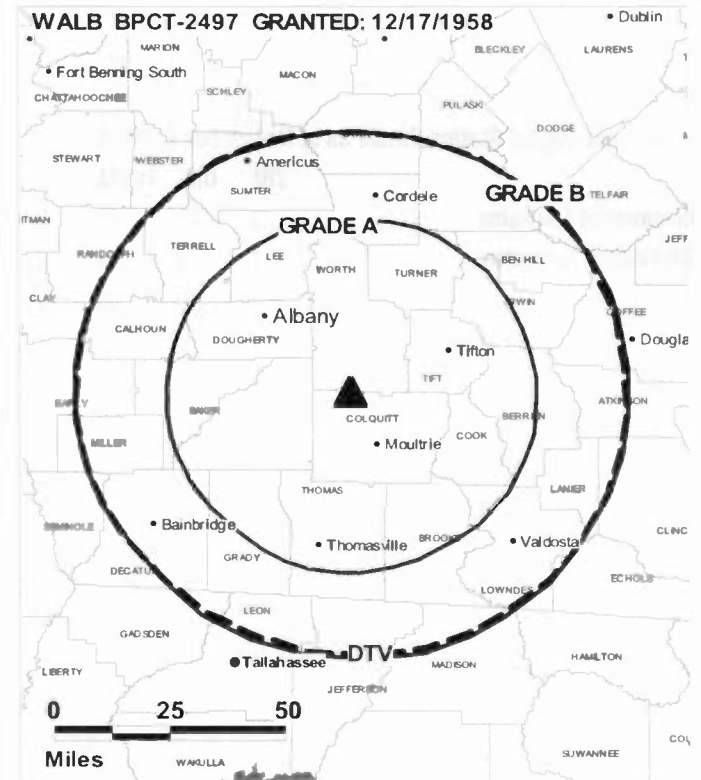 WALB BPCT-2497 GRANTED: 12/17/1958
Dublin
MARION
BLECKLEY
LAURENS
Fort Benning South
MACON
SCHLEY
CHATTAHOOCHEE
PULASKI
DODGE
STEWART
WEBSTER
Americus
SUMTER
Cordele
GRADE B
TELFAIR
ITMAN
GRADE A
RANDOLPH
TERRELL
LEE
BEN HILL
JEFF
WORTH
TURNER
CLAY
IRWIN
COFFEE
Albany
CALHOUN
DOUGHERTY
Tifton
Dougla
TIFT
EARLY
BAKER
COLQUITT
BERRIEN
ATKINSON
MILLER
Moultrie
COOK
THOMAS
LANIER
SEMINOLE
Bainbridge
Thomasville
BROOKS
Valdosta
CLINC
GRADY
DECATUR
ECHOLS
LOWNDES
LEON
GADSDEN
DTV
HAMILTON
LIBERTY
Tallahassee
MADISON
JEFFERSON
0 25 50
Miles
WAKULLA
SUWANNEE
COL